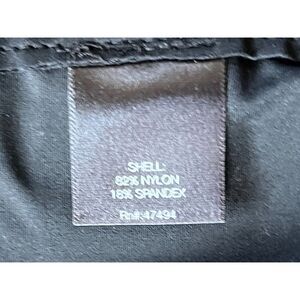 SHELL:
82% NYLON
18% SPANDEX
Rn#:47494